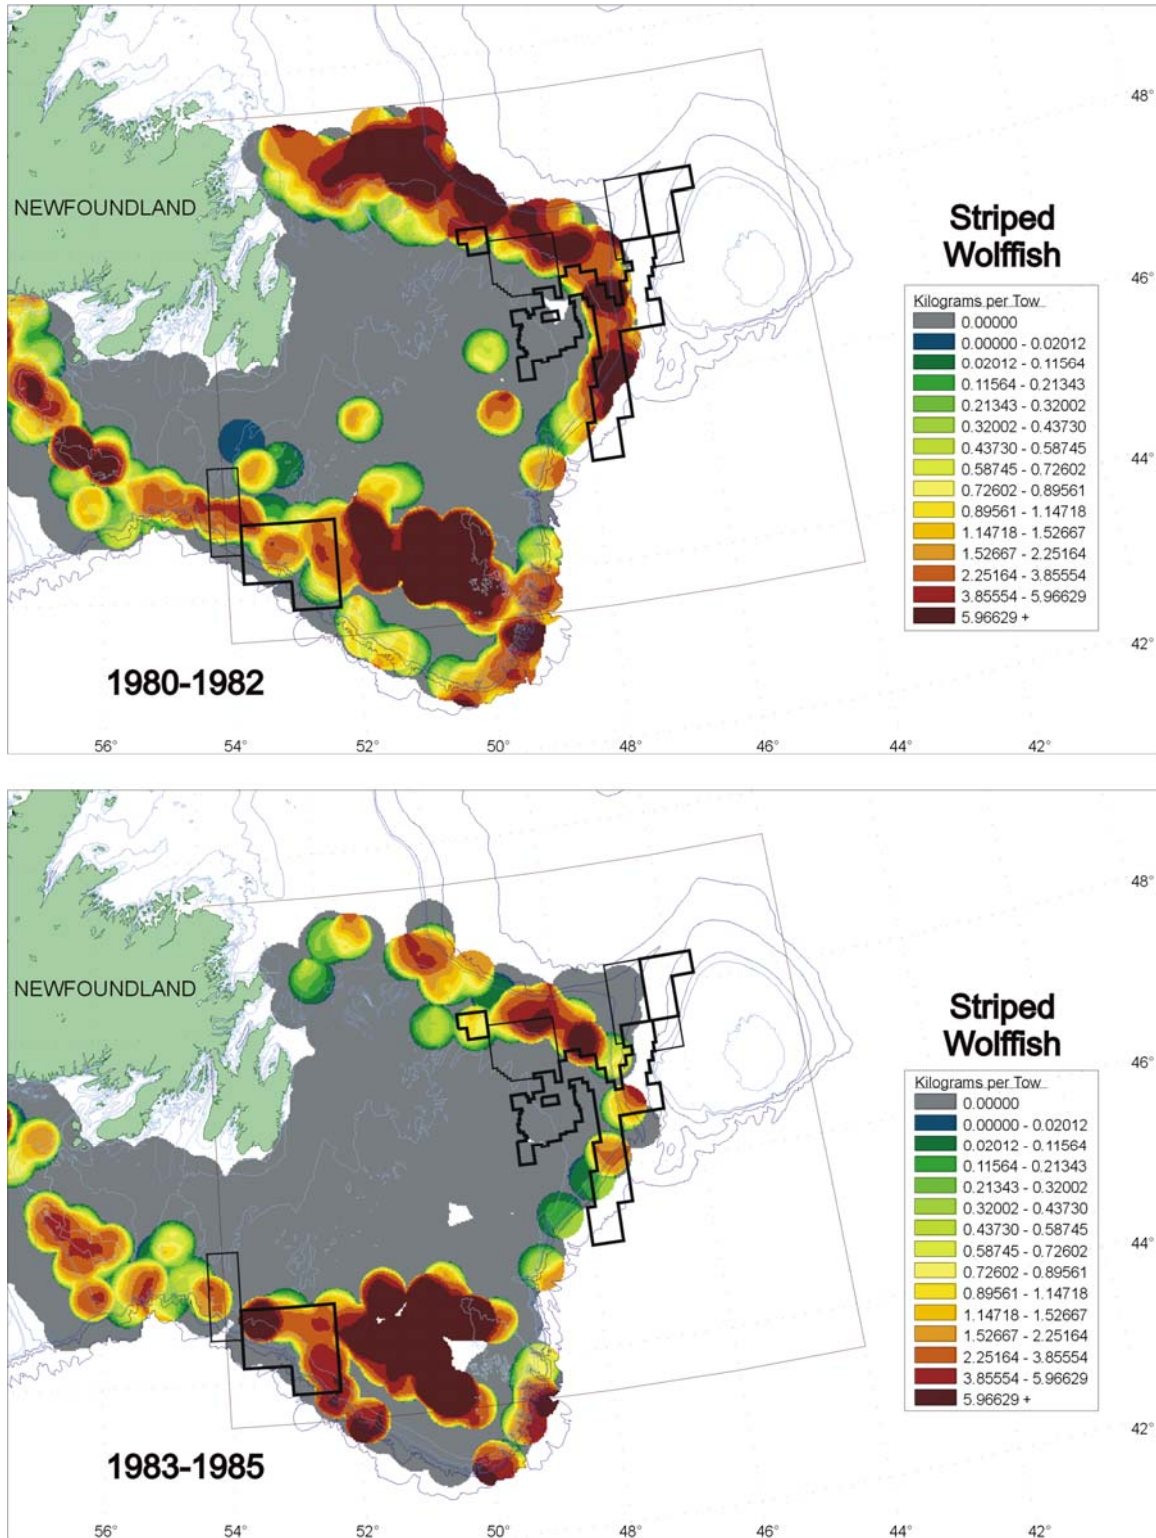 48°
NEWFOUNDLAND
Striped
Wolffish
46°
Kilograms per Tow
0.00000
0.00000 - 0.02012
0.02012 - 0.11564
0.11564 - 0.21343
0.21343 - 0.32002
0.32002 - 0.43730
0.43730 - 0.58745
0.58745 - 0.72602
0.72602 - 0.89561
0.89561 - 1.14718
1.14718 - 1.52667
1.52667 - 2.25164
2.25164 - 3.85554
3.85554 - 5.96629
5.96629 +
44°
42°
1980-1982
56° 54° 52° 50° 48° 46° 44° 42°
48°
NEWFOUNDLAND
Striped
Wolffish
46°
Kilograms per Tow
0.00000
0.00000 - 0.02012
0.02012 - 0.11564
0.11564 - 0.21343
0.21343 - 0.32002
0.32002 - 0.43730
0.43730 - 0.58745
0.58745 - 0.72602
0.72602 - 0.89561
0.89561 - 1.14718
1.14718 - 1.52667
1.52667 - 2.25164
2.25164 - 3.85554
3.85554 - 5.96629
5.96629 +
44°
42°
1983-1985
56° 54° 52° 50° 48° 46° 44° 42°